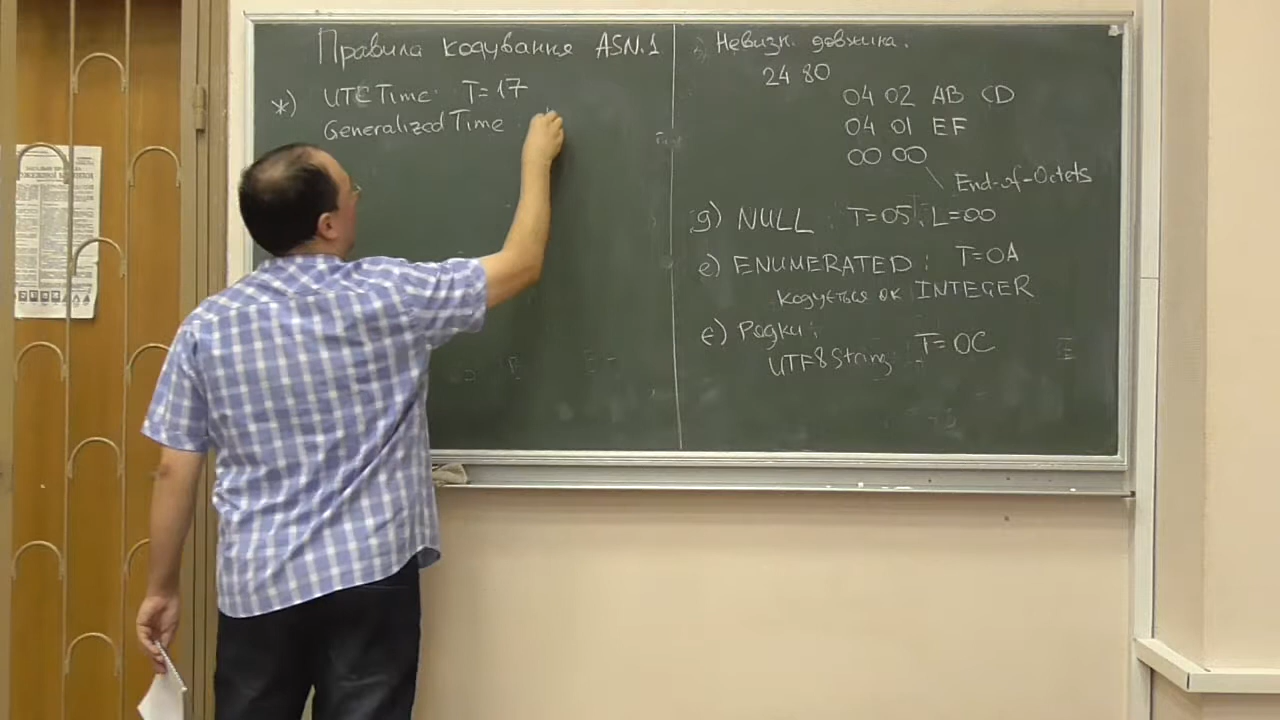 Правила кодування ASN.1
ж) UTCTime: T=17
GeneralizedTime
Невизн. довжина.
24 80
04 02 AB CD
04 01 EF
00 00
End-of-Octets
д) NULL : T=05; L=00
е) ENUMERATED : T=0A
кодується як INTEGER
є) Рядки:
UTF8String: T=0C